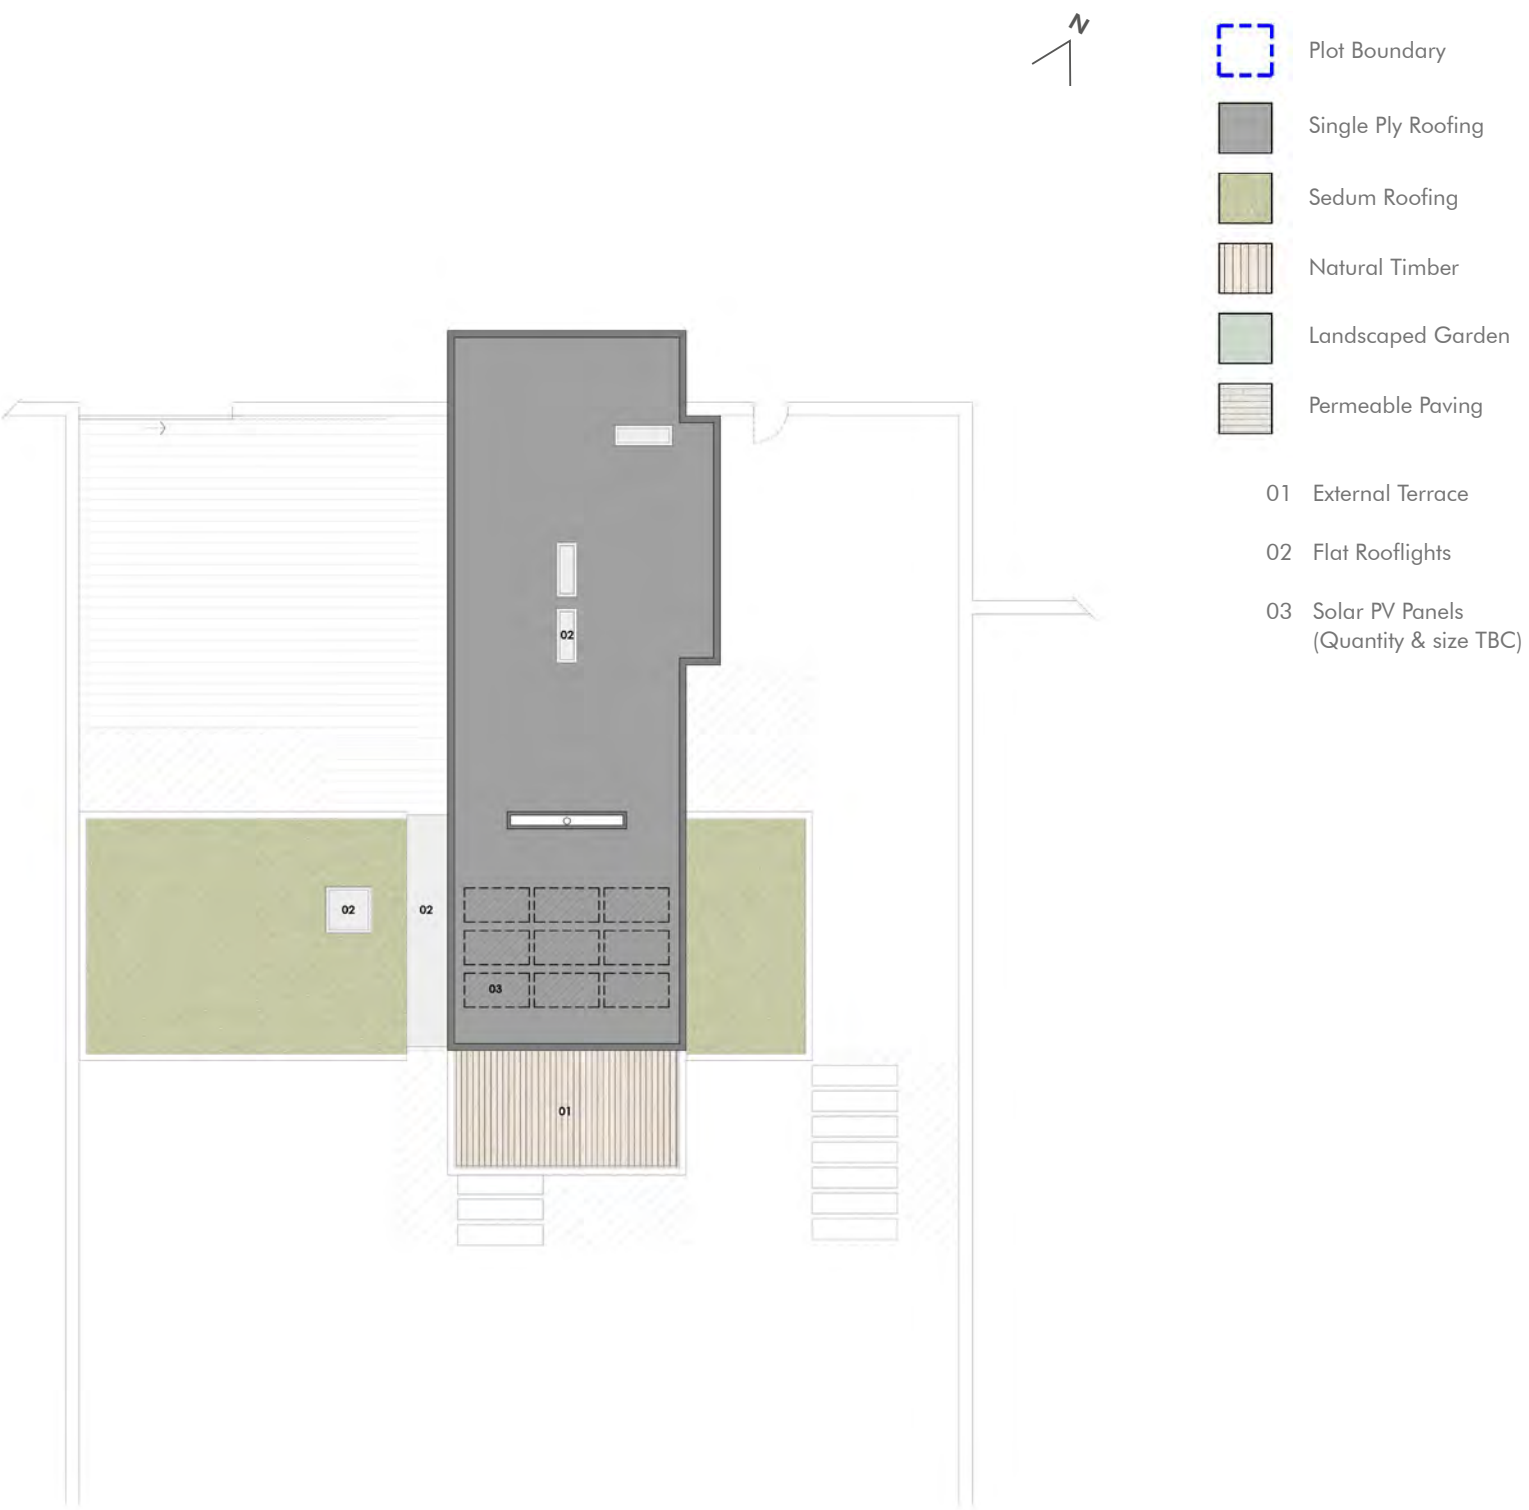 N
Plot Boundary
Single Ply Roofing
Sedum Roofing
Natural Timber
Landscaped Garden
Permeable Paving
01 External Terrace
02 Flat Rooflights
03 Solar PV Panels
(Quantity & size TBC)
02
02
02
03
01